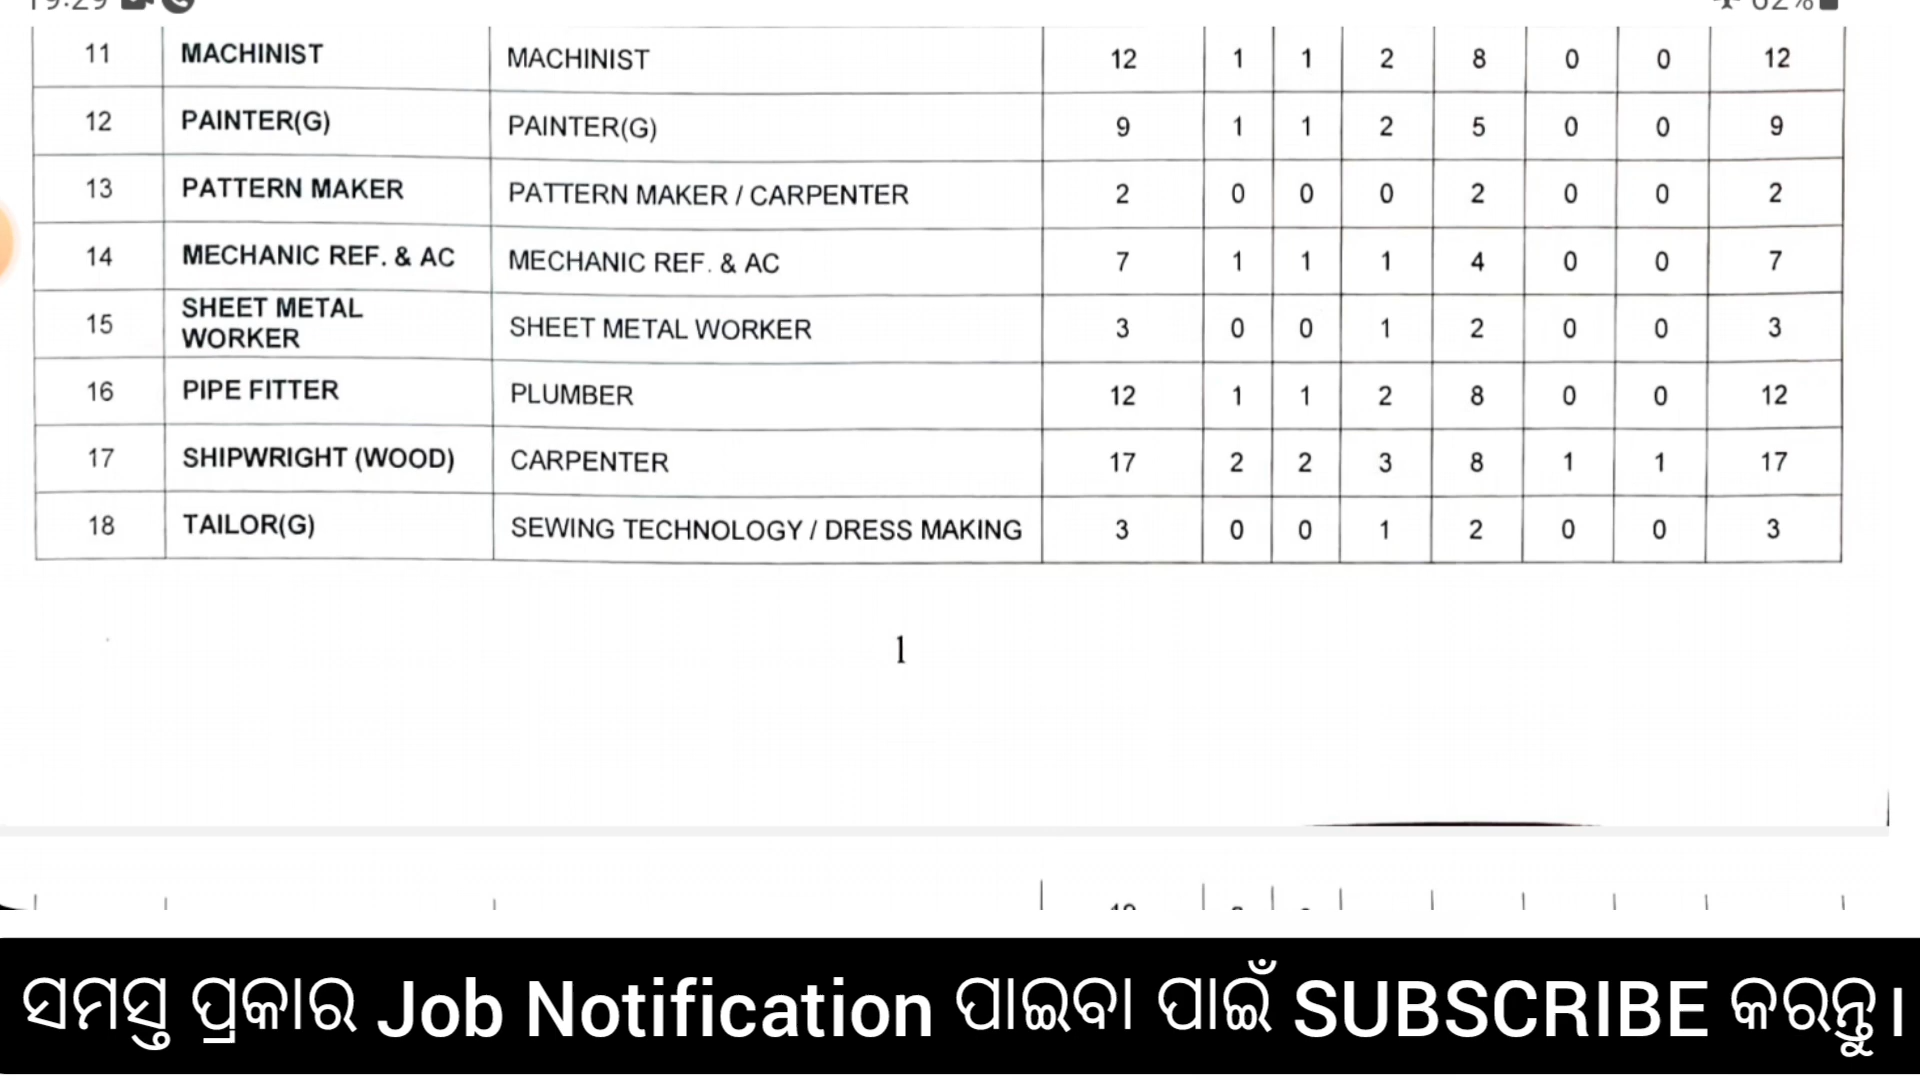 19:29 62%
11 MACHINIST MACHINIST 12 1 1 2 8 0 0 12
12 PAINTER(G) PAINTER(G) 9 1 1 2 5 0 0 9
13 PATTERN MAKER PATTERN MAKER / CARPENTER 2 0 0 0 2 0 0 2
14 MECHANIC REF. & AC MECHANIC REF. & AC 7 1 1 1 4 0 0 7
15 SHEET METAL WORKER SHEET METAL WORKER 3 0 0 1 2 0 0 3
16 PIPE FITTER PLUMBER 12 1 1 2 8 0 0 12
17 SHIPWRIGHT (WOOD) CARPENTER 17 2 2 3 8 1 1 17
18 TAILOR(G) SEWING TECHNOLOGY / DRESS MAKING 3 0 0 1 2 0 0 3
1
ସମସ୍ତ ପ୍ରକାର Job Notification ପାଇବା ପାଇଁ SUBSCRIBE କରନ୍ତୁ।